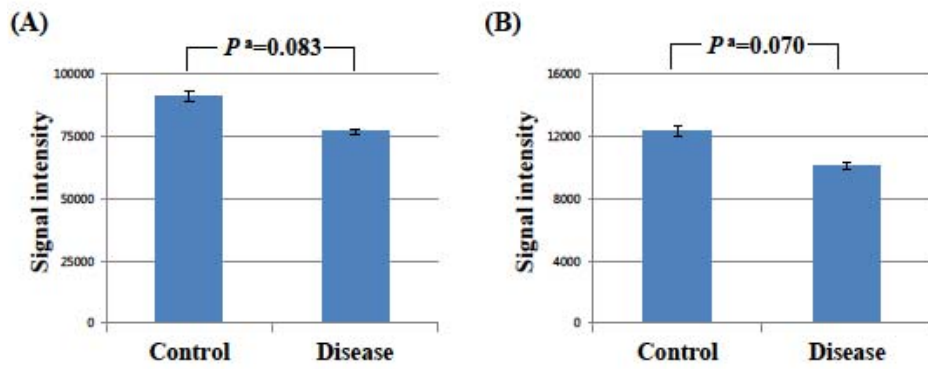 (A)
P a=0.083
100000
75000
50000
25000
0
Signal intensity
Control Disease
(B)
P a=0.070
16000
12000
8000
4000
0
Signal intensity
Control Disease